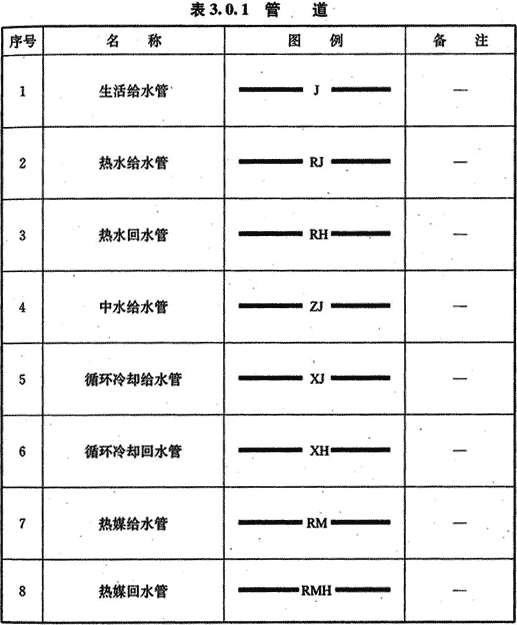 表3.0.1 管 道
序号 名 称 图 例 备 注
1 生活给水管 J —
2 热水给水管 RJ —
3 热水回水管 RH —
4 中水给水管 ZJ —
5 循环冷却给水管 XJ —
6 循环冷却回水管 XH —
7 热媒给水管 RM —
8 热媒回水管 RMH —